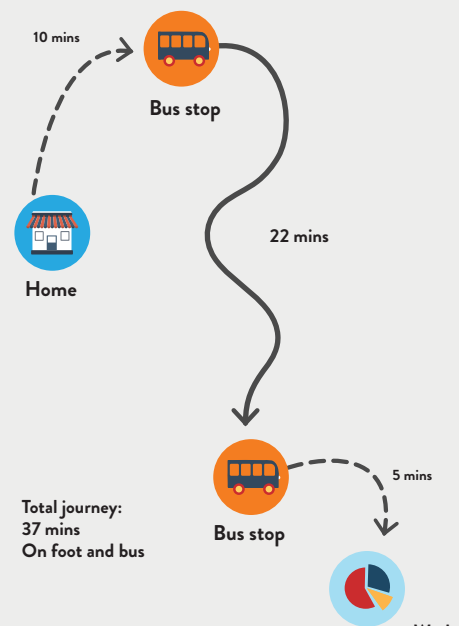 10 mins
Bus stop
22 mins
Home
5 mins
Total journey:
37 mins
On foot and bus
Bus stop